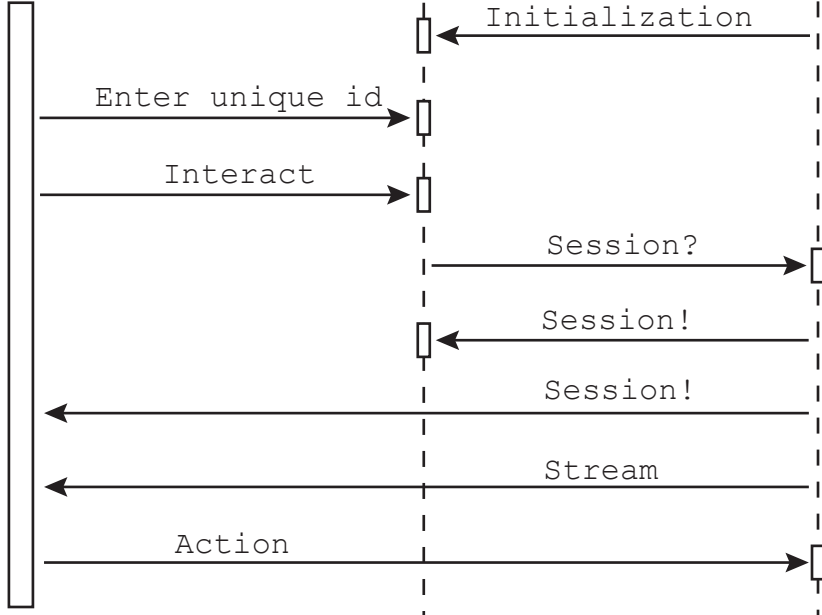 Initialization
Enter unique id
Interact
Session?
Session!
Session!
Stream
Action